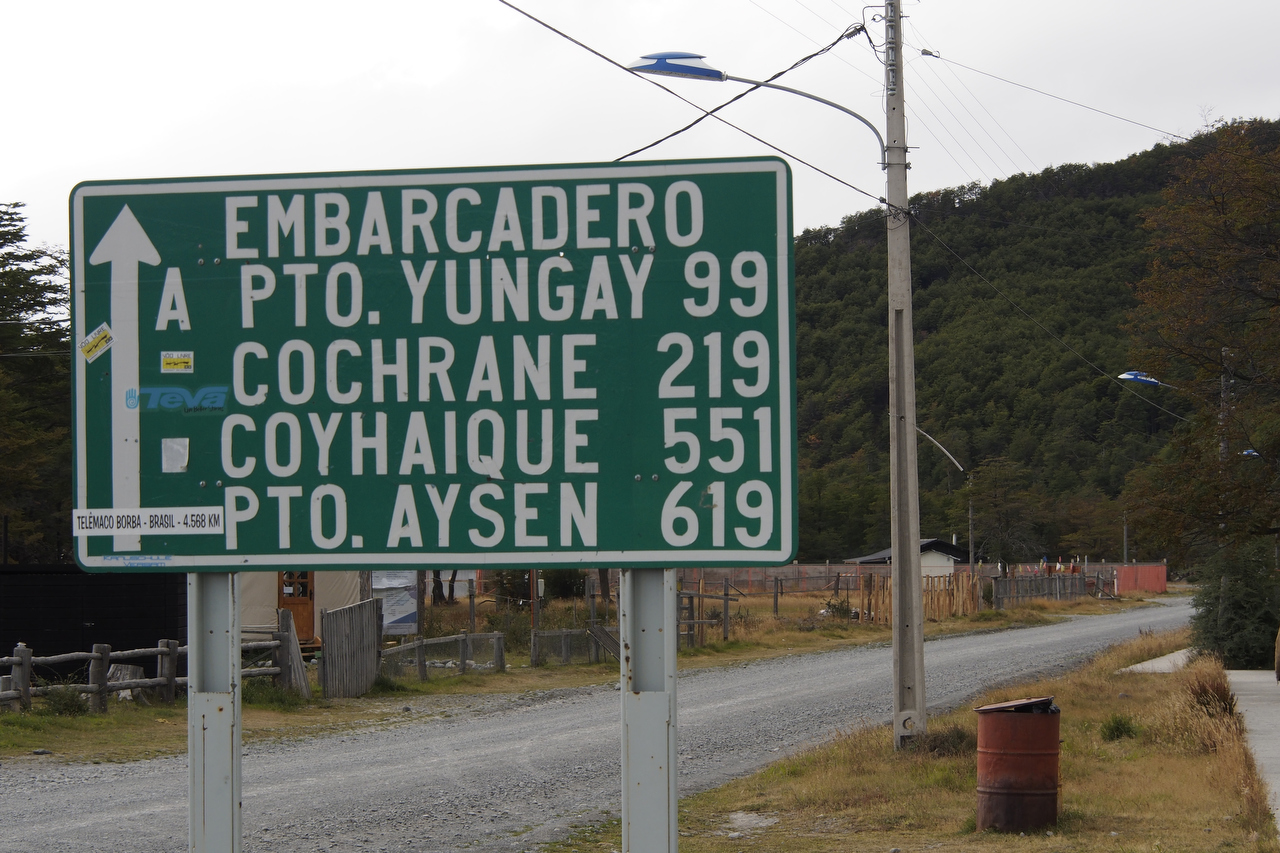 EMBARCADERO
A PTO. YUNGAY 99
COCHRANE 219
TEVA
COYHAIQUE 551
PTO. AYSEN 619
TELÊMACO BORBA - BRASIL - 4.568 KM